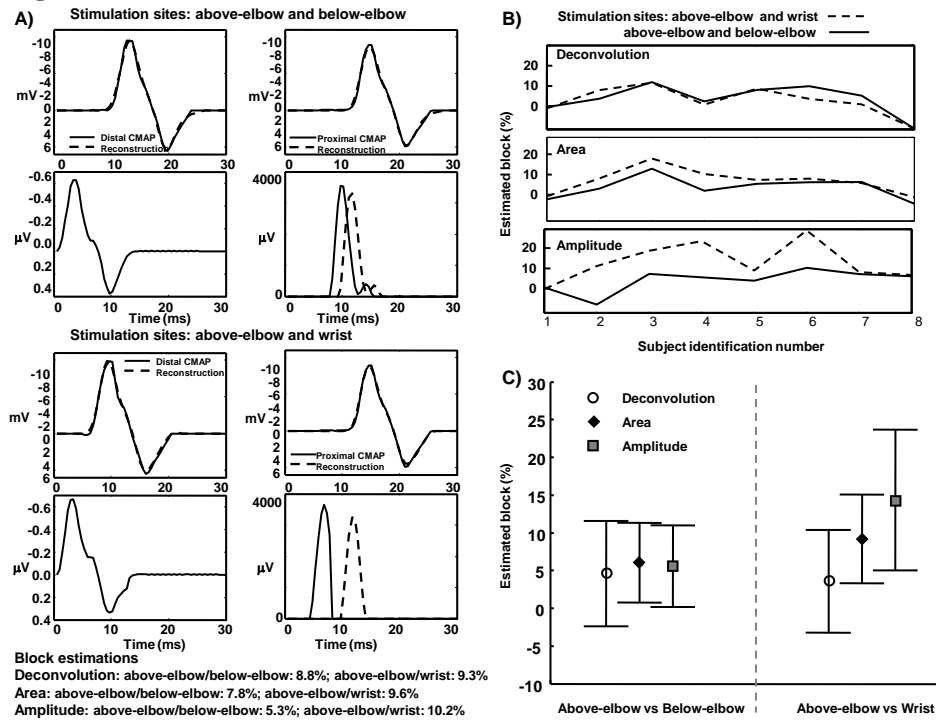 A)
Stimulation sites: above-elbow and below-elbow
-10
-8
-6
-4
mV -2
0
2
4
6
Distal CMAP
Reconstruction
0 10 20 30
-10
-8
-6
-4
mV -2
0
2
4
6
Proximal CMAP
Reconstruction
0 10 20 30
-0.6
-0.4
-0.2
µV 0.0
0.2
0.4
0 10 20 30
Time (ms)
4000
µV
0
0 10 20 30
Time (ms)
Stimulation sites: above-elbow and wrist
-10
-8
-6
-4
mV -2
0
2
4
6
Distal CMAP
Reconstruction
0 10 20 30
-10
-8
-6
-4
mV -2
0
2
4
6
Proximal CMAP
Reconstruction
0 10 20 30
-0.6
-0.4
-0.2
µV 0.0
0.2
0.4
0 10 20 30
Time (ms)
4000
µV
0
0 10 20 30
Time (ms)
Block estimations
Deconvolution: above-elbow/below-elbow: 8.8%; above-elbow/wrist: 9.3%
Area: above-elbow/below-elbow: 7.8%; above-elbow/wrist: 9.6%
Amplitude: above-elbow/below-elbow: 5.3%; above-elbow/wrist: 10.2%
B)
Stimulation sites: above-elbow and wrist
above-elbow and below-elbow
Estimated block (%)
Deconvolution
20
10
0
Area
20
10
0
Amplitude
20
10
0
1 2 3 4 5 6 7 8
Subject identification number
C)
Estimated block (%)
30
25
20
15
10
5
0
-5
-10
Deconvolution
Area
Amplitude
Above-elbow vs Below-elbow
Above-elbow vs Wrist